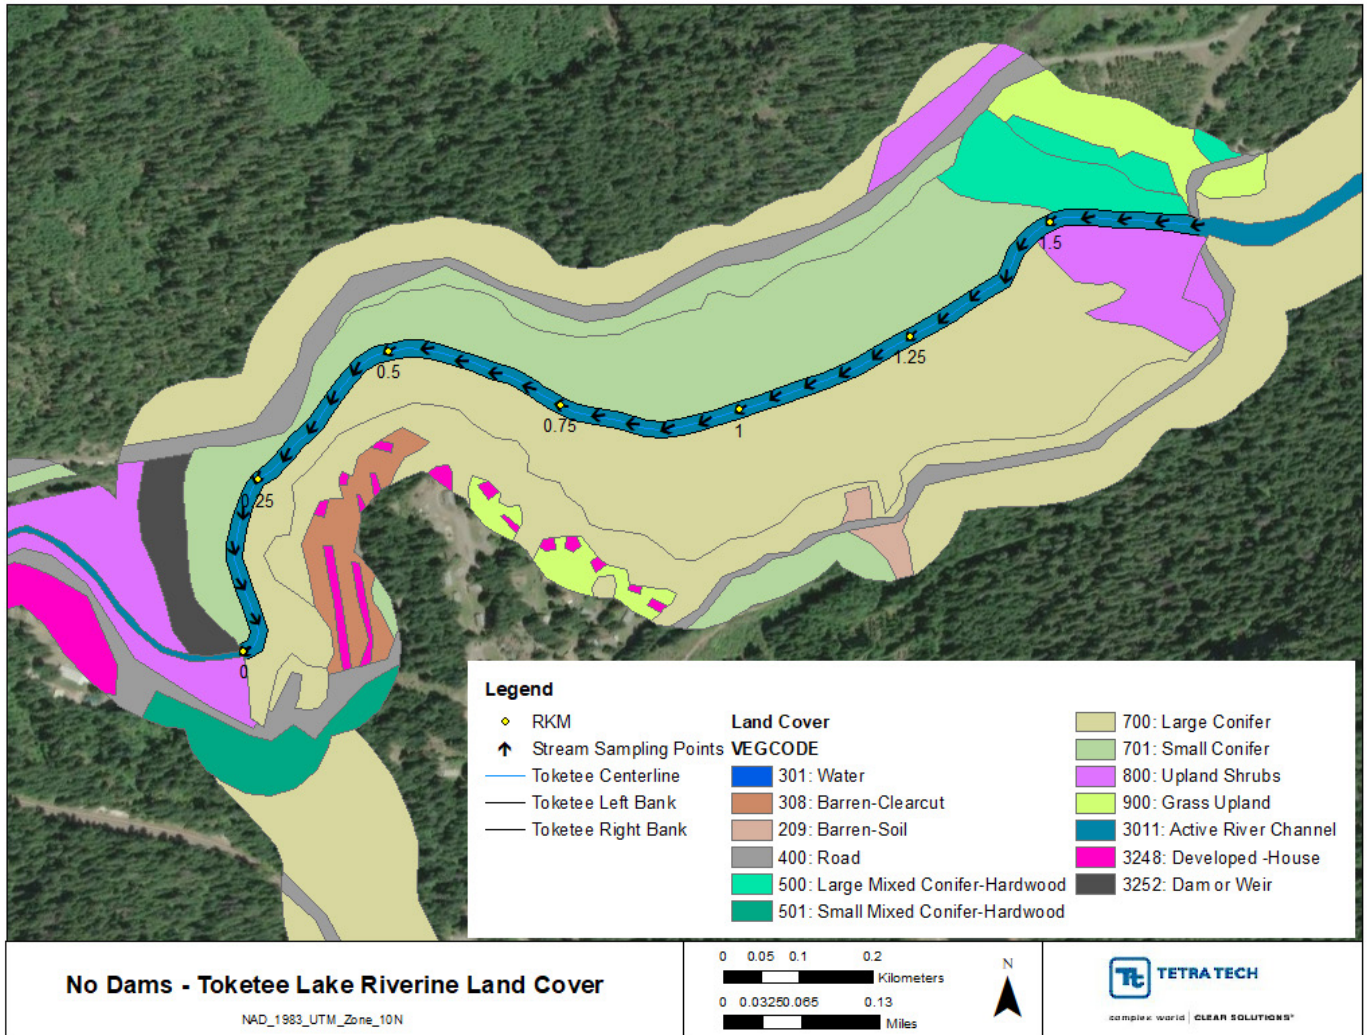 1.5
1.25
0.5
0.75
1
0.25
0
Legend
RKM
Stream Sampling Points
Toketee Centerline
Toketee Left Bank
Toketee Right Bank
Land Cover
VEGCODE
301: Water
308: Barren-Clearcut
209: Barren-Soil
400: Road
500: Large Mixed Conifer-Hardwood
501: Small Mixed Conifer-Hardwood
700: Large Conifer
701: Small Conifer
800: Upland Shrubs
900: Grass Upland
3011: Active River Channel
3248: Developed -House
3252: Dam or Weir
No Dams - Toketee Lake Riverine Land Cover
NAD_1983_UTM_Zone_10N
0 0.05 0.1 0.2
Kilometers
0 0.03250.065 0.13
Miles
N
Tt TETRA TECH
complex world | CLEAR SOLUTIONS™